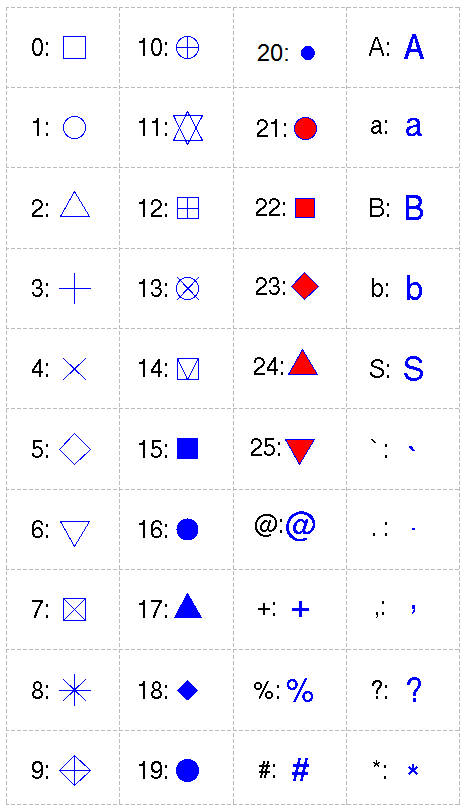 0: 10: 20: A: A
1: 11: 21: a: a
2: 12: 22: B: B
3: 13: 23: b: b
4: 14: 24: S: S
5: 15: 25: `: `
6: 16: @: @ .: .
7: 17: +: + ,: ,
8: 18: %: % ?: ?
9: 19: #: # *: *